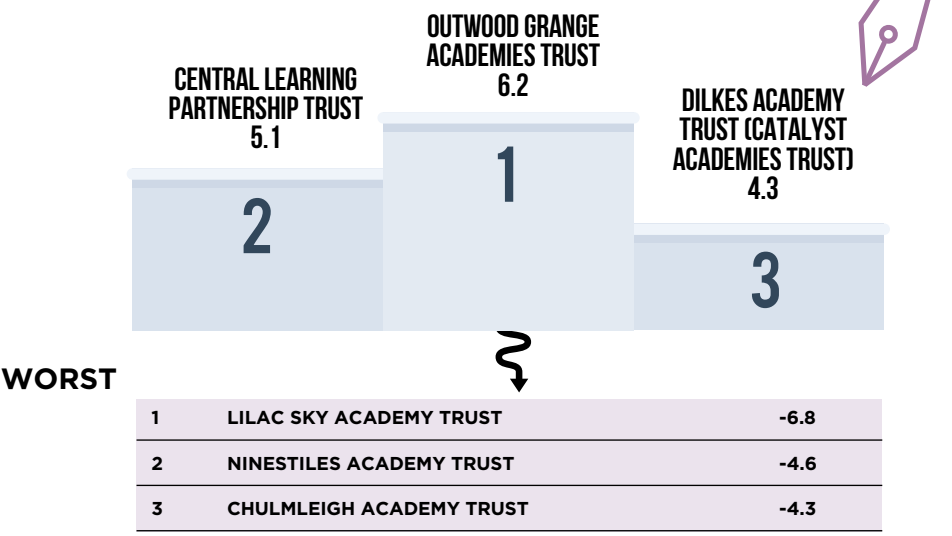 OUTWOOD GRANGE
ACADEMIES TRUST
6.2
CENTRAL LEARNING
PARTNERSHIP TRUST
5.1
DILKES ACADEMY
TRUST (CATALYST
ACADEMIES TRUST)
4.3
1
2
3
WORST
1 LILAC SKY ACADEMY TRUST -6.8
2 NINESTILES ACADEMY TRUST -4.6
3 CHULMLEIGH ACADEMY TRUST -4.3